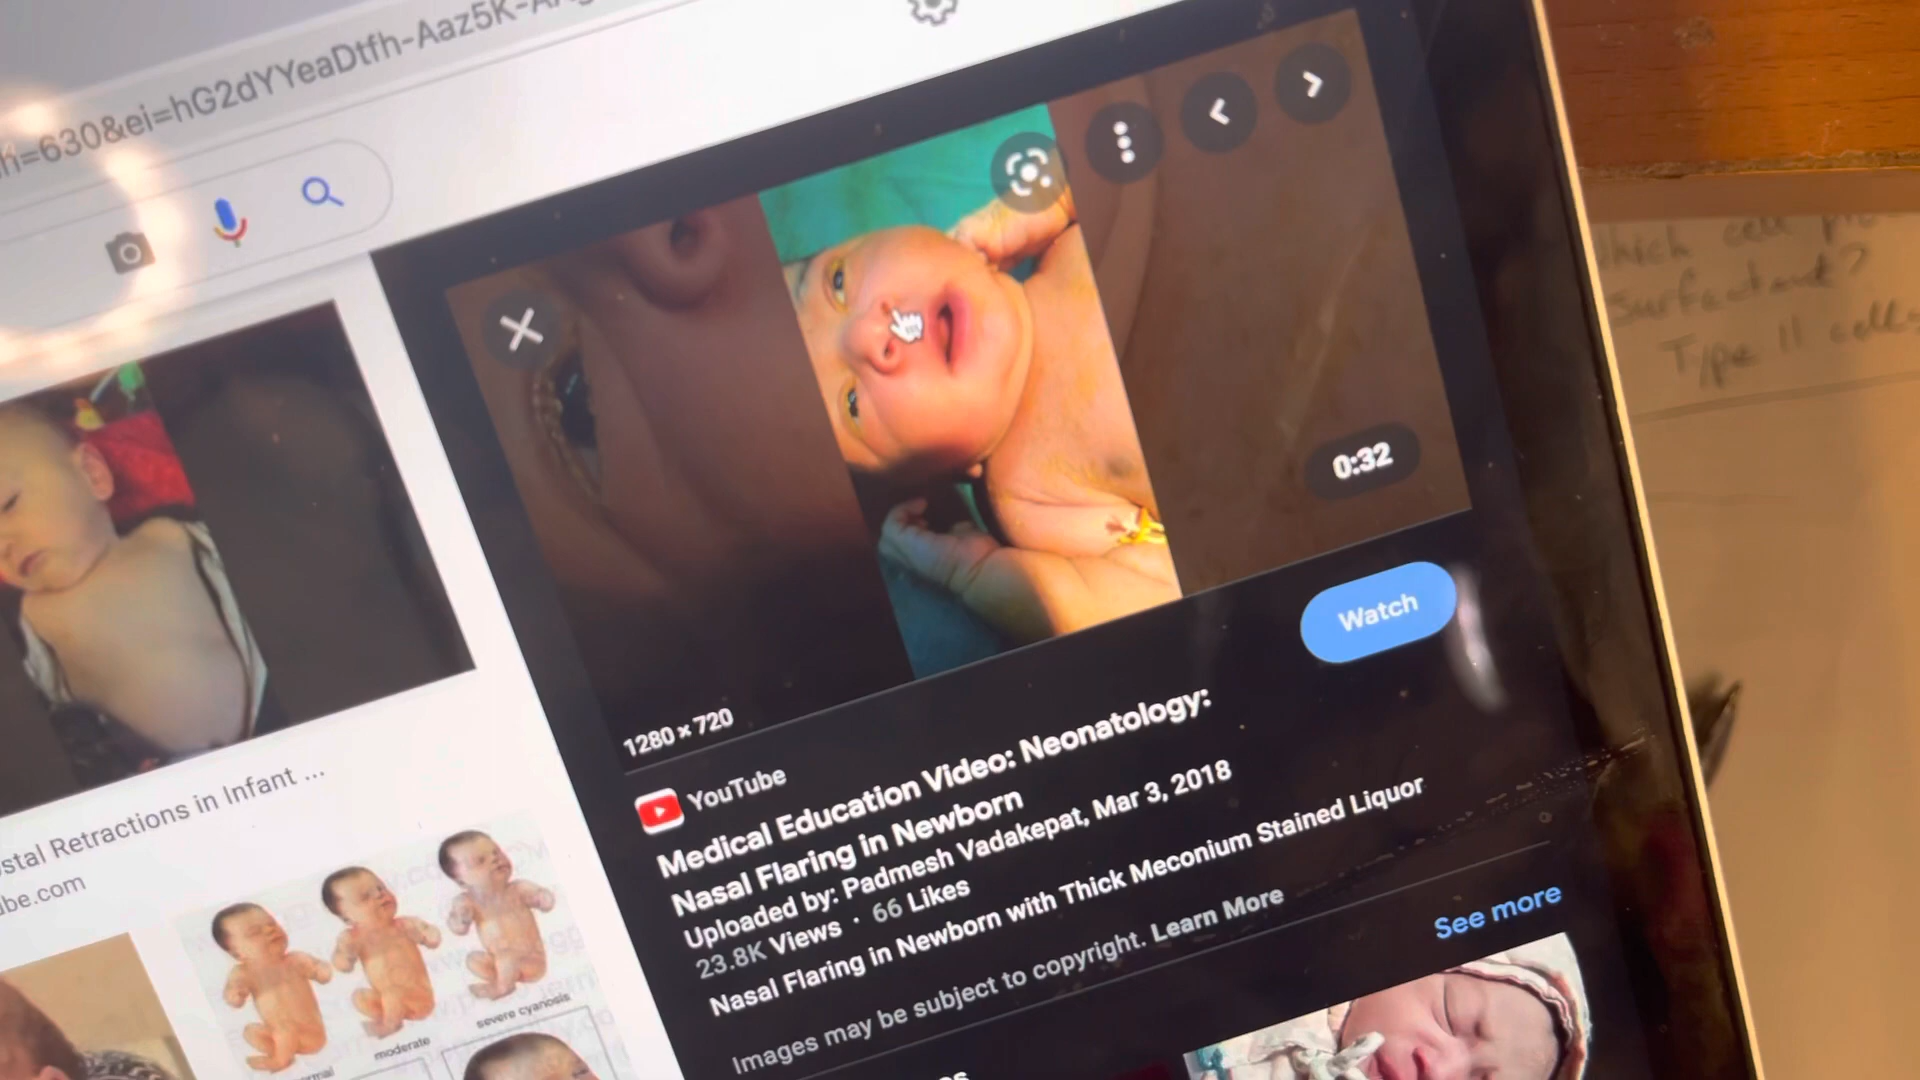 h=630&ei=hG2dYYeaDtfh-Aaz5K-
0:32
Watch
1280 × 720
YouTube
Medical Education Video: Neonatology:
Nasal Flaring in Newborn
Uploaded by: Padmesh Vadakepat, Mar 3, 2018
23.8K Views · 66 Likes
Nasal Flaring in Newborn with Thick Meconium Stained Liquor
Images may be subject to copyright. Learn More
See more
stal Retractions in Infant ...
be.com
severe cyanosis
moderate
rmal
which cell
surfactant?
Type II cells